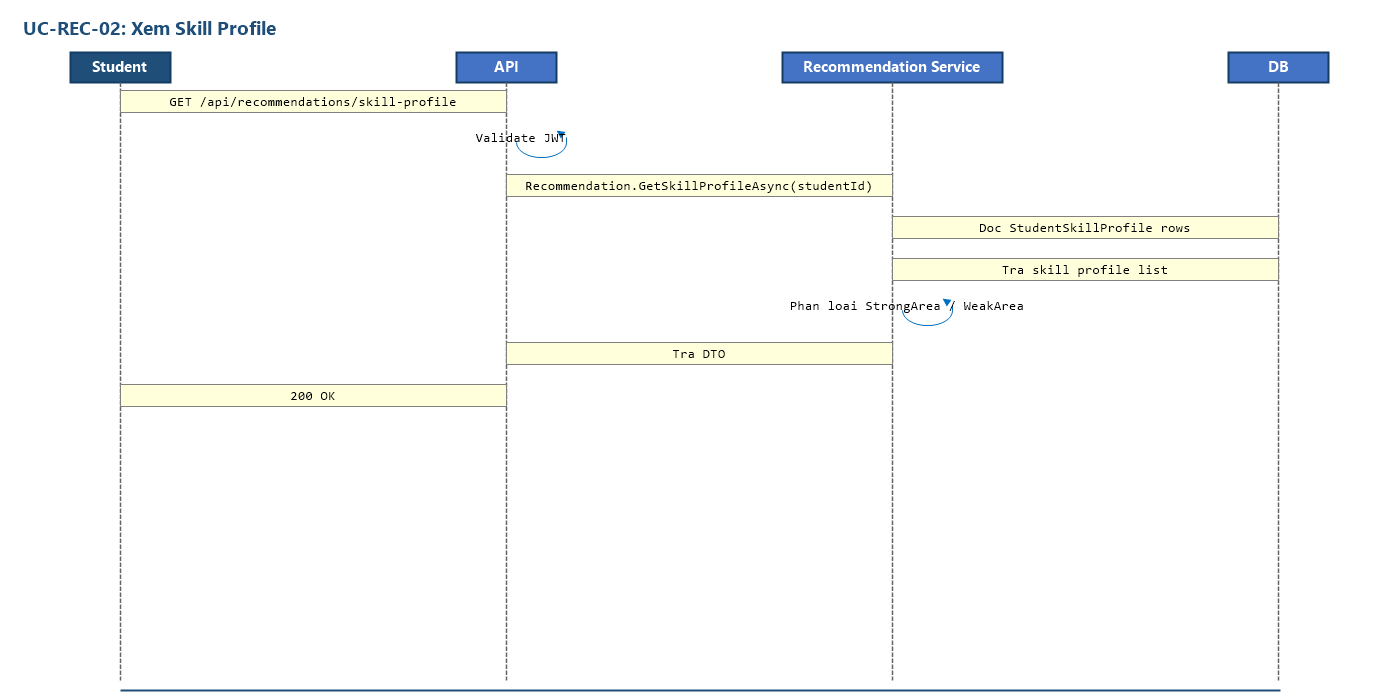 UC-REC-02: Xem Skill Profile
Student
API
Recommendation Service
DB
GET /api/recommendations/skill-profile
Validate JWT
Recommendation.GetSkillProfileAsync(studentId)
Doc StudentSkillProfile rows
Tra skill profile list
Phan loai StrongArea / WeakArea
Tra DTO
200 OK